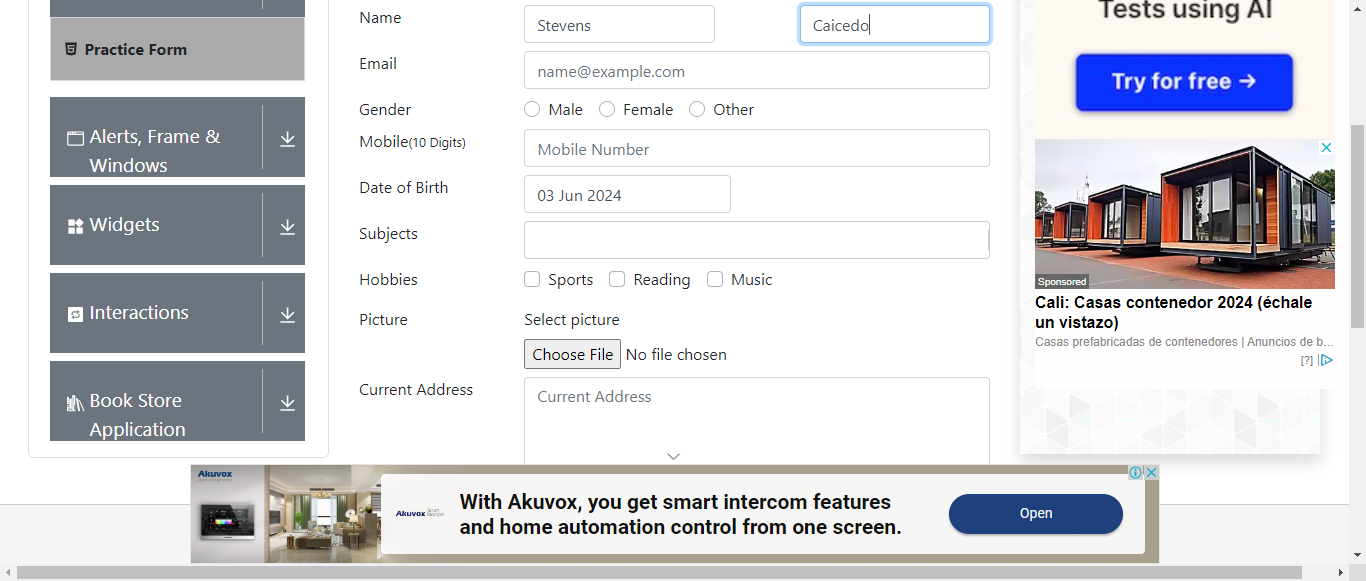 Practice Form
Alerts, Frame &
Windows
Widgets
Interactions
Book Store
Application
Name
Stevens
Caicedo
Email
name@example.com
Gender
Male
Female
Other
Mobile(10 Digits)
Mobile Number
Date of Birth
03 Jun 2024
Subjects
Hobbies
Sports
Reading
Music
Picture
Select picture
Choose File No file chosen
Current Address
Current Address
Tests using AI
Try for free →
Sponsored
Cali: Casas contenedor 2024 (échale
un vistazo)
Casas prefabricadas de contenedores | Anuncios de b...
[?]
Akuvox
Akuvox
With Akuvox, you get smart intercom features
and home automation control from one screen.
Open